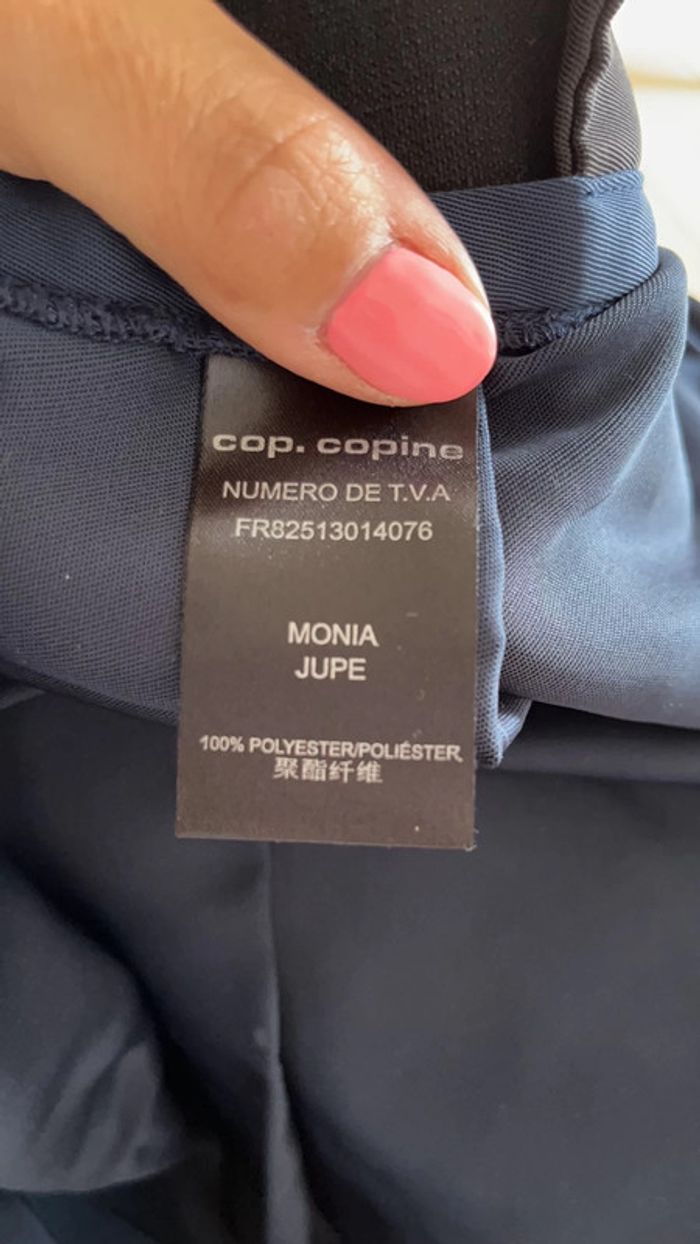 cop. copine
NUMERO DE T.V.A
FR82513014076
MONIA
JUPE
100% POLYESTER/POLIÉSTER
聚酯纤维